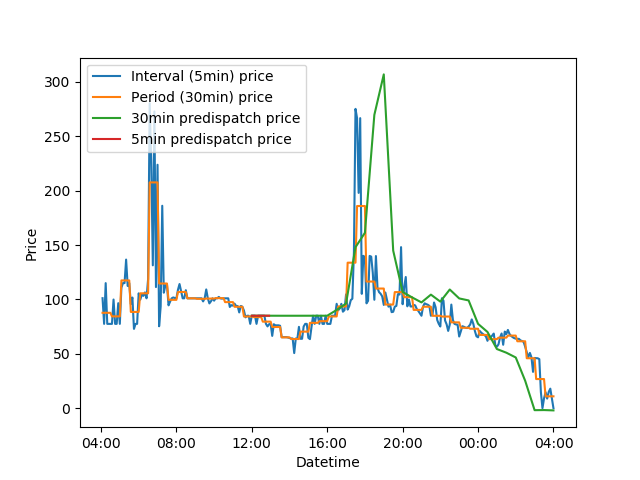 Interval (5min) price
Period (30min) price
30min predispatch price
5min predispatch price
300
250
200
150
100
50
0
Price
04:00 08:00 12:00 16:00 20:00 00:00 04:00
Datetime